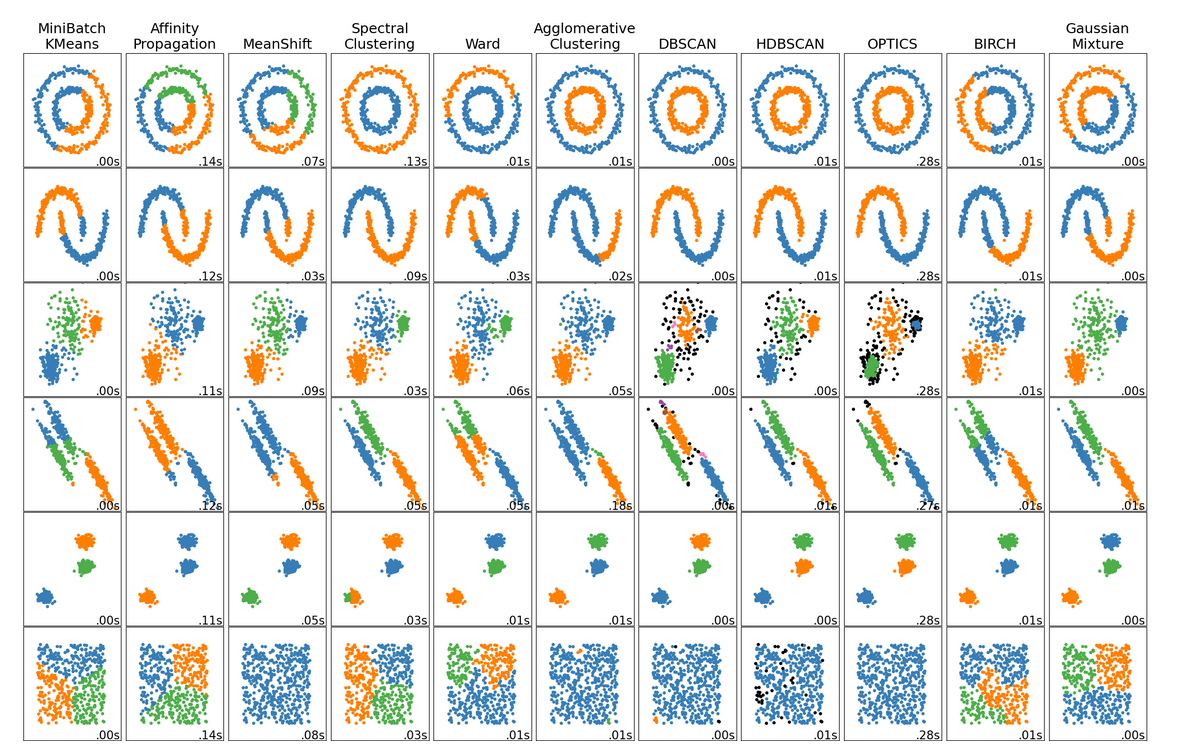 MiniBatch
KMeans
Affinity
Propagation
MeanShift
Spectral
Clustering
Ward
Agglomerative
Clustering
DBSCAN
HDBSCAN
OPTICS
BIRCH
Gaussian
Mixture
.00s .14s .07s .13s .01s .01s .00s .01s .28s .01s .00s
.00s .12s .03s .09s .03s .02s .00s .01s .28s .01s .00s
.00s .11s .09s .03s .06s .05s .00s .00s .28s .01s .00s
.00s .12s .05s .05s .05s .18s .00s .01s .27s .01s .01s
.00s .11s .05s .03s .01s .01s .00s .01s .28s .01s .00s
.00s .14s .08s .03s .01s .01s .00s .01s .28s .01s .00s